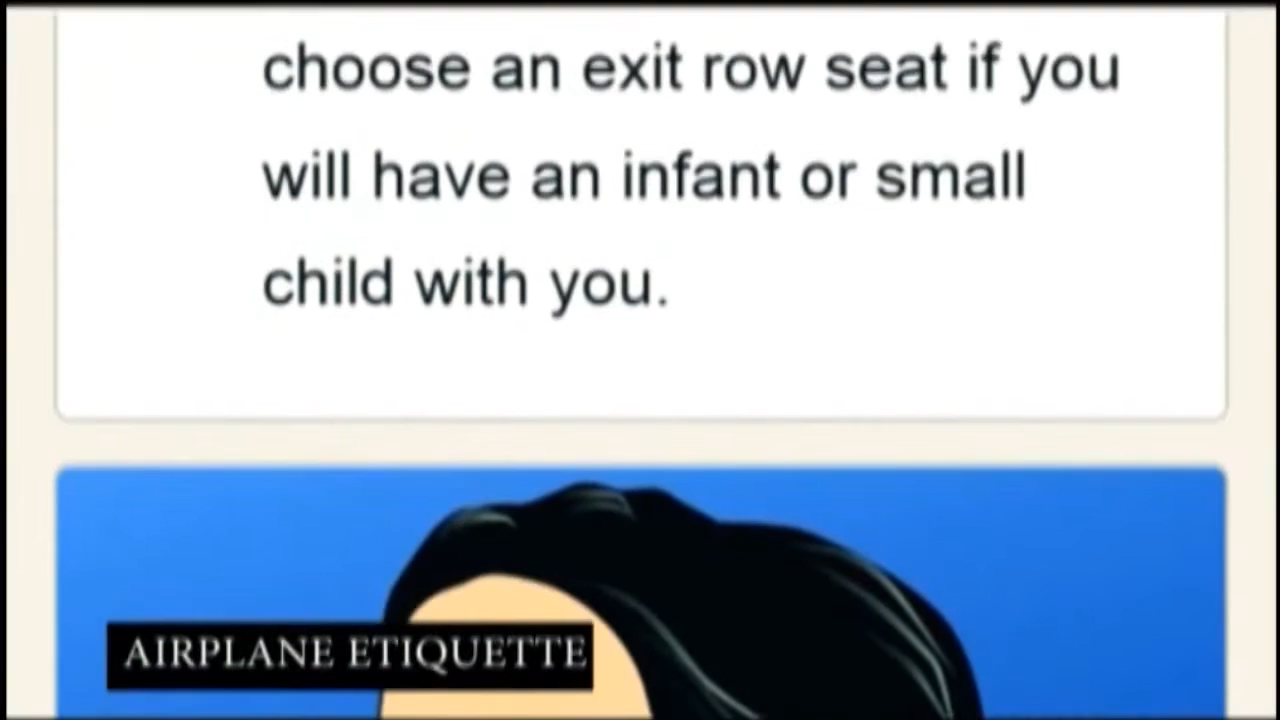 choose an exit row seat if you
will have an infant or small
child with you.
AIRPLANE ETIQUETTE